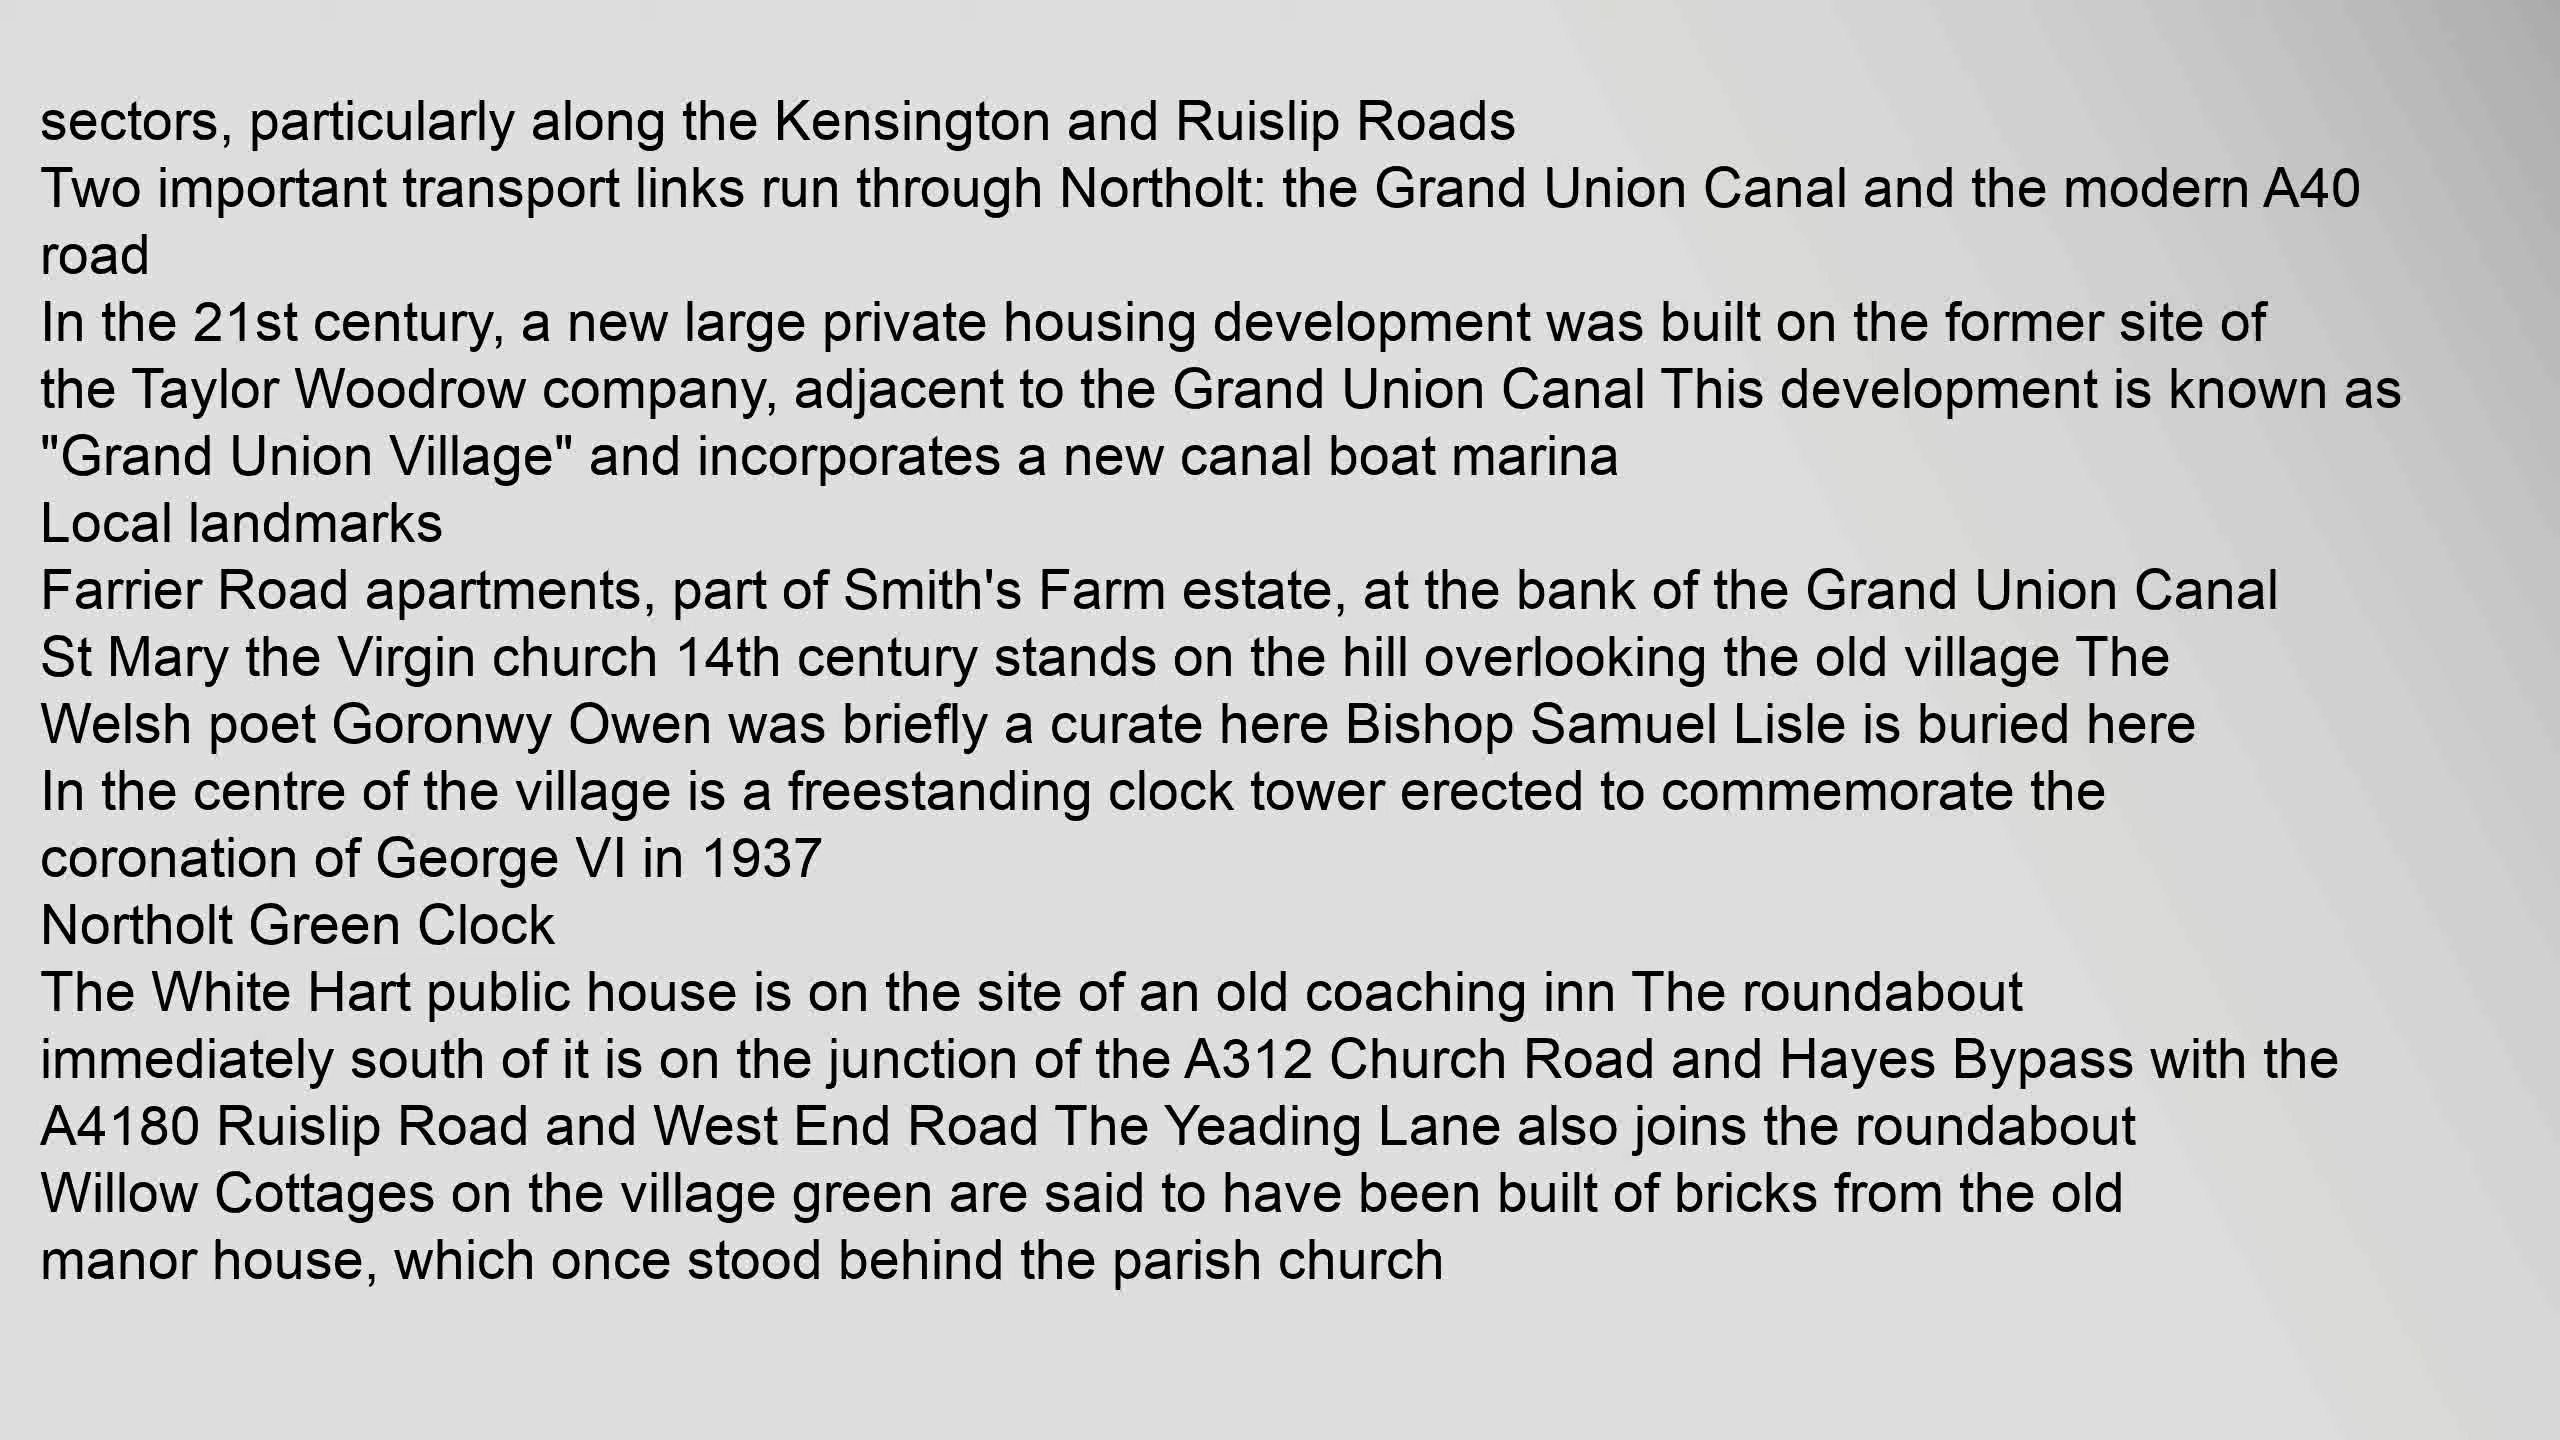 sectors, particularly along the Kensington and Ruislip Roads
Two important transport links run through Northolt: the Grand Union Canal and the modern A40
road
In the 21st century, a new large private housing development was built on the former site of
the Taylor Woodrow company, adjacent to the Grand Union Canal This development is known as
"Grand Union Village" and incorporates a new canal boat marina
Local landmarks
Farrier Road apartments, part of Smith's Farm estate, at the bank of the Grand Union Canal
St Mary the Virgin church 14th century stands on the hill overlooking the old village The
Welsh poet Goronwy Owen was briefly a curate here Bishop Samuel Lisle is buried here
In the centre of the village is a freestanding clock tower erected to commemorate the
coronation of George VI in 1937
Northolt Green Clock
The White Hart public house is on the site of an old coaching inn The roundabout
immediately south of it is on the junction of the A312 Church Road and Hayes Bypass with the
A4180 Ruislip Road and West End Road The Yeading Lane also joins the roundabout
Willow Cottages on the village green are said to have been built of bricks from the old
manor house, which once stood behind the parish church